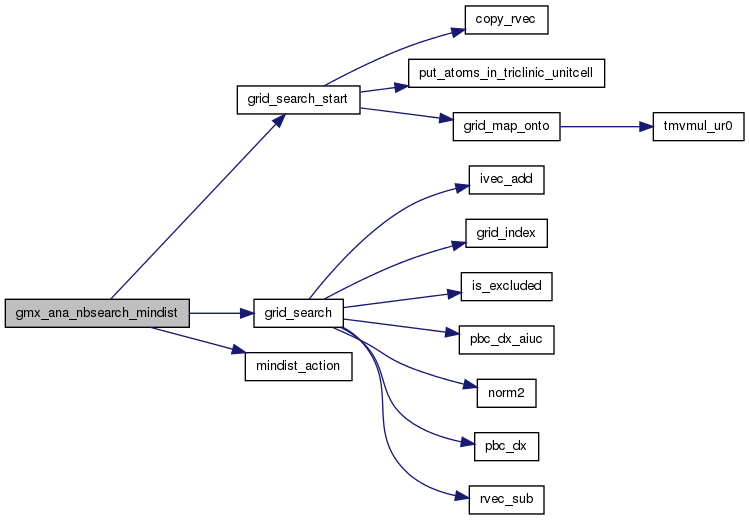 copy_rvec
put_atoms_in_triclinic_unitcell
grid_search_start
grid_map_onto
tmvmul_ur0
ivec_add
grid_index
is_excluded
gmx_ana_nbsearch_mindist
grid_search
pbc_dx_aiuc
mindist_action
norm2
pbc_dx
rvec_sub